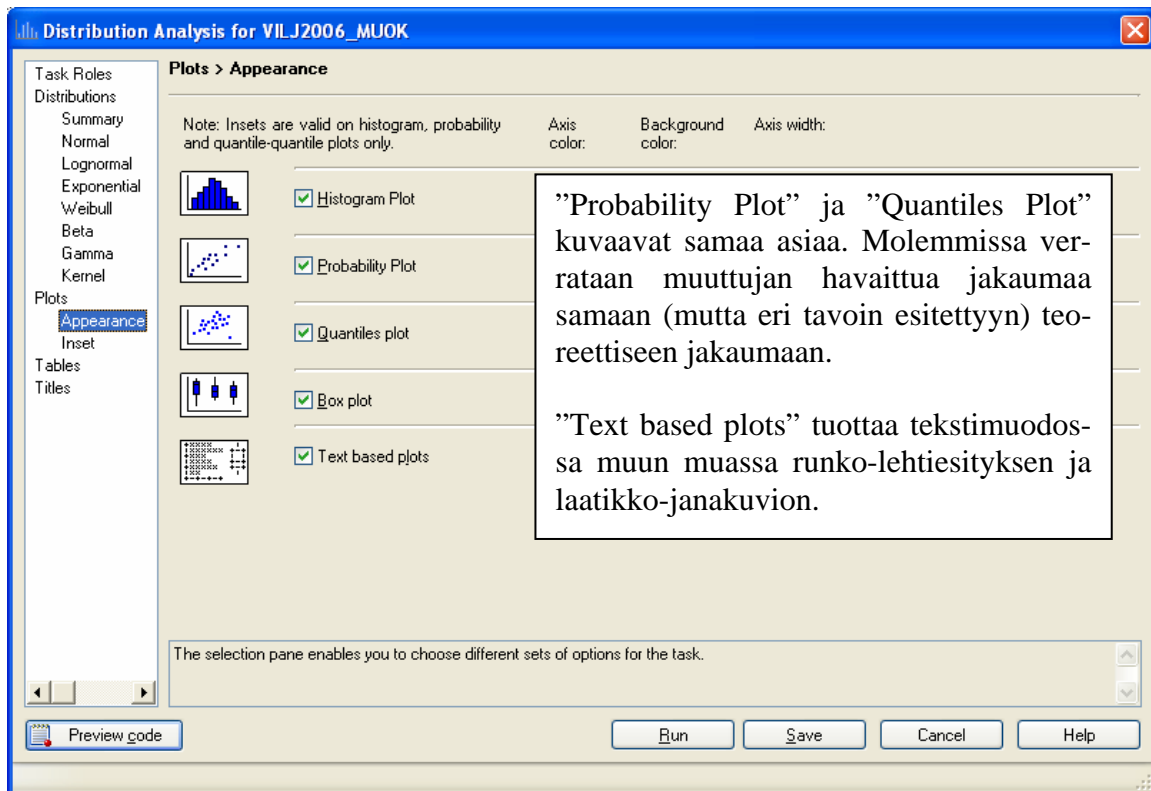 Distribution Analysis for VILJ2006_MUOK
Task Roles
Distributions
Summary
Normal
Lognormal
Exponential
Weibull
Beta
Gamma
Kernel
Plots
Appearance
Inset
Tables
Titles
Plots > Appearance
Note: Insets are valid on histogram, probability
and quantile-quantile plots only.
Axis
color:
Background
color:
Axis width:
Histogram Plot
Probability Plot
Quantiles plot
Box plot
Text based plots
”Probability Plot” ja ”Quantiles Plot”
kuvaavat samaa asiaa. Molemmissa ver-
rataan muuttujan havaittua jakaumaa
samaan (mutta eri tavoin esitettyyn) teo-
reettiseen jakaumaan.
”Text based plots” tuottaa tekstimuodos-
sa muun muassa runko-lehtiesityksen ja
laatikko-janakuvion.
The selection pane enables you to choose different sets of options for the task.
Preview code
Run
Save
Cancel
Help